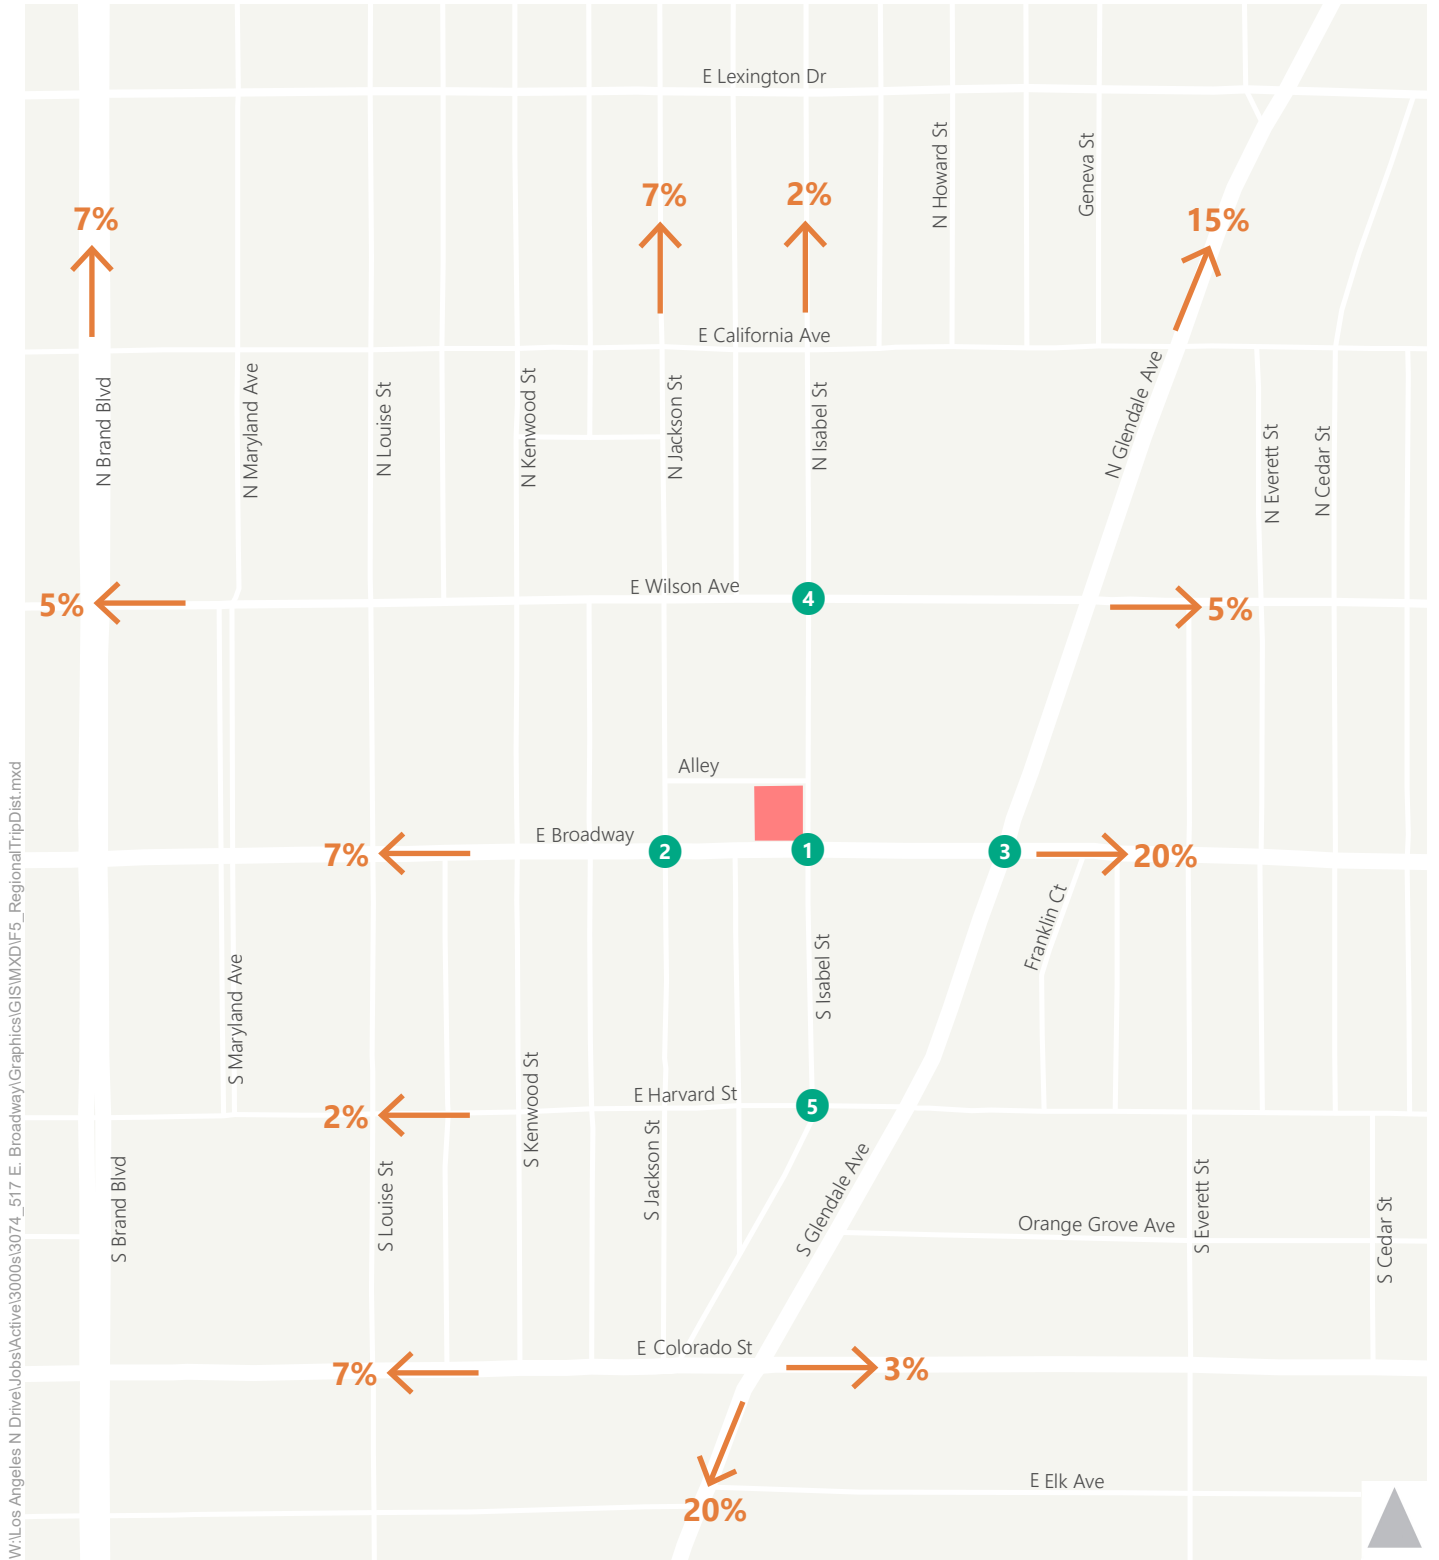 E Lexington Dr
N Howard St
Geneva St
7%
7%
2%
15%
E California Ave
N Brand Blvd
N Maryland Ave
N Louise St
N Kenwood St
N Jackson St
N Isabel St
N Glendale Ave
N Everett St
N Cedar St
5%
E Wilson Ave
4
5%
Alley
E Broadway
7%
2
1
3
20%
Franklin Ct
S Isabel St
S Maryland Ave
S Kenwood St
E Harvard St
5
2%
S Jackson St
S Brand Blvd
S Louise St
S Glendale Ave
Orange Grove Ave
S Everett St
S Cedar St
E Colorado St
7%
3%
20%
E Elk Ave
W:\Los Angeles N Drive\Jobs\Active\3000s\3074_517 E. Broadway\Graphics\GIS\MXD\F5_RegionalTripDist.mxd